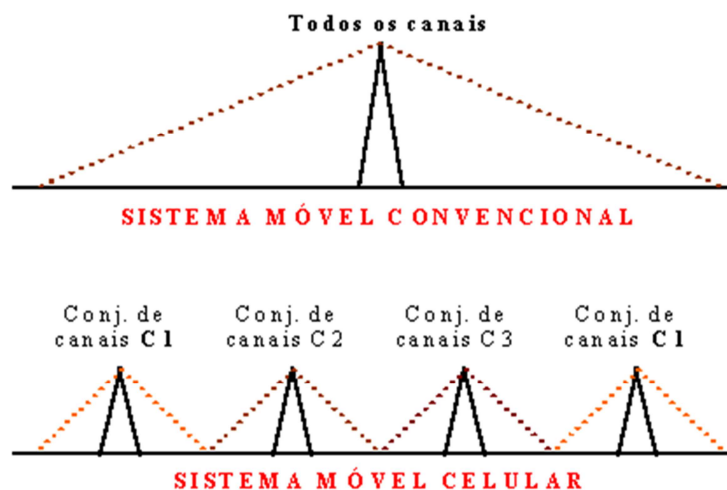 Todos os canais
SISTEMA MÓVEL CONVENCIONAL
Conj. de
canais C1
Conj. de
canais C2
Conj. de
canais C3
Conj. de
canais C1
SISTEMA MÓVEL CELULAR